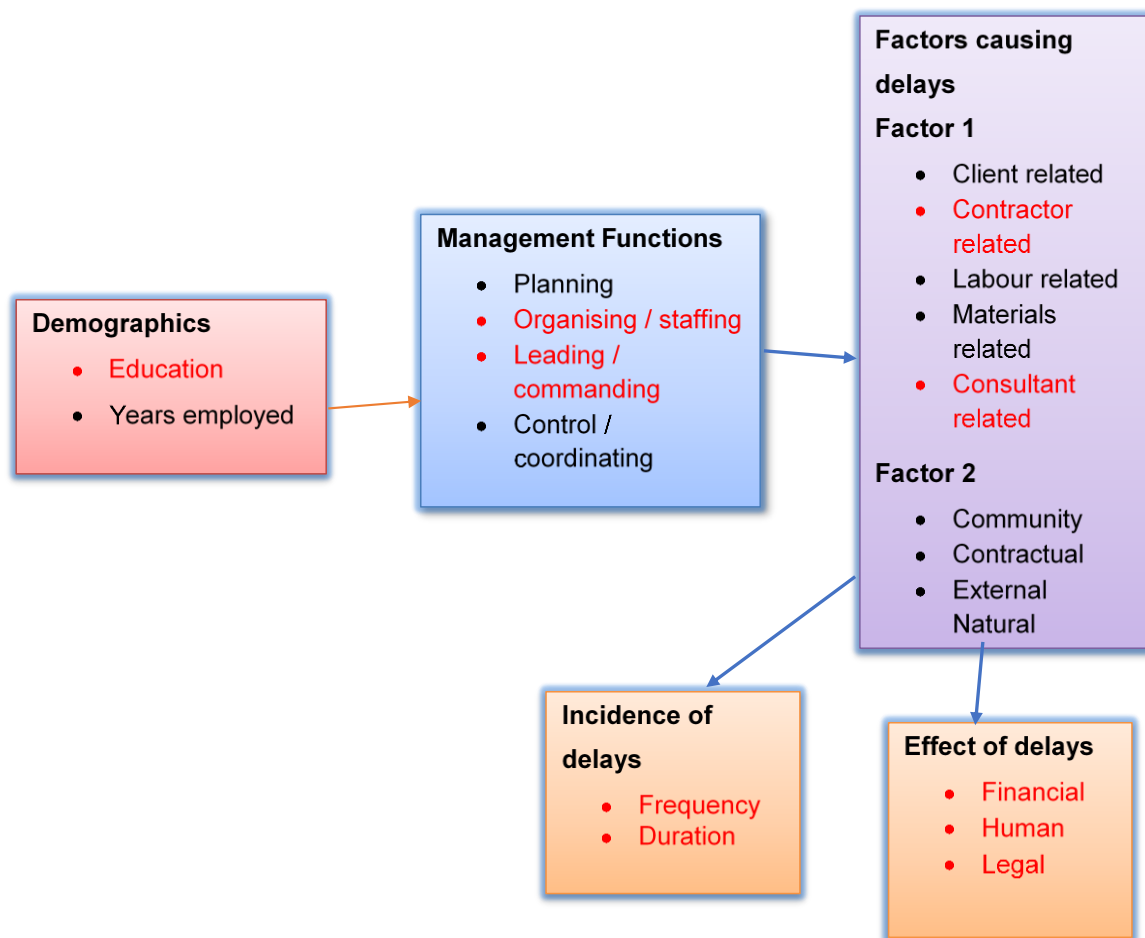 Demographics
• Education
• Years employed
Management Functions
• Planning
• Organising / staffing
• Leading /
commanding
• Control /
coordinating
Factors causing
delays
Factor 1
• Client related
• Contractor
related
• Labour related
• Materials
related
• Consultant
related
Factor 2
• Community
• Contractual
• External
Natural
Incidence of
delays
• Frequency
• Duration
Effect of delays
• Financial
• Human
• Legal